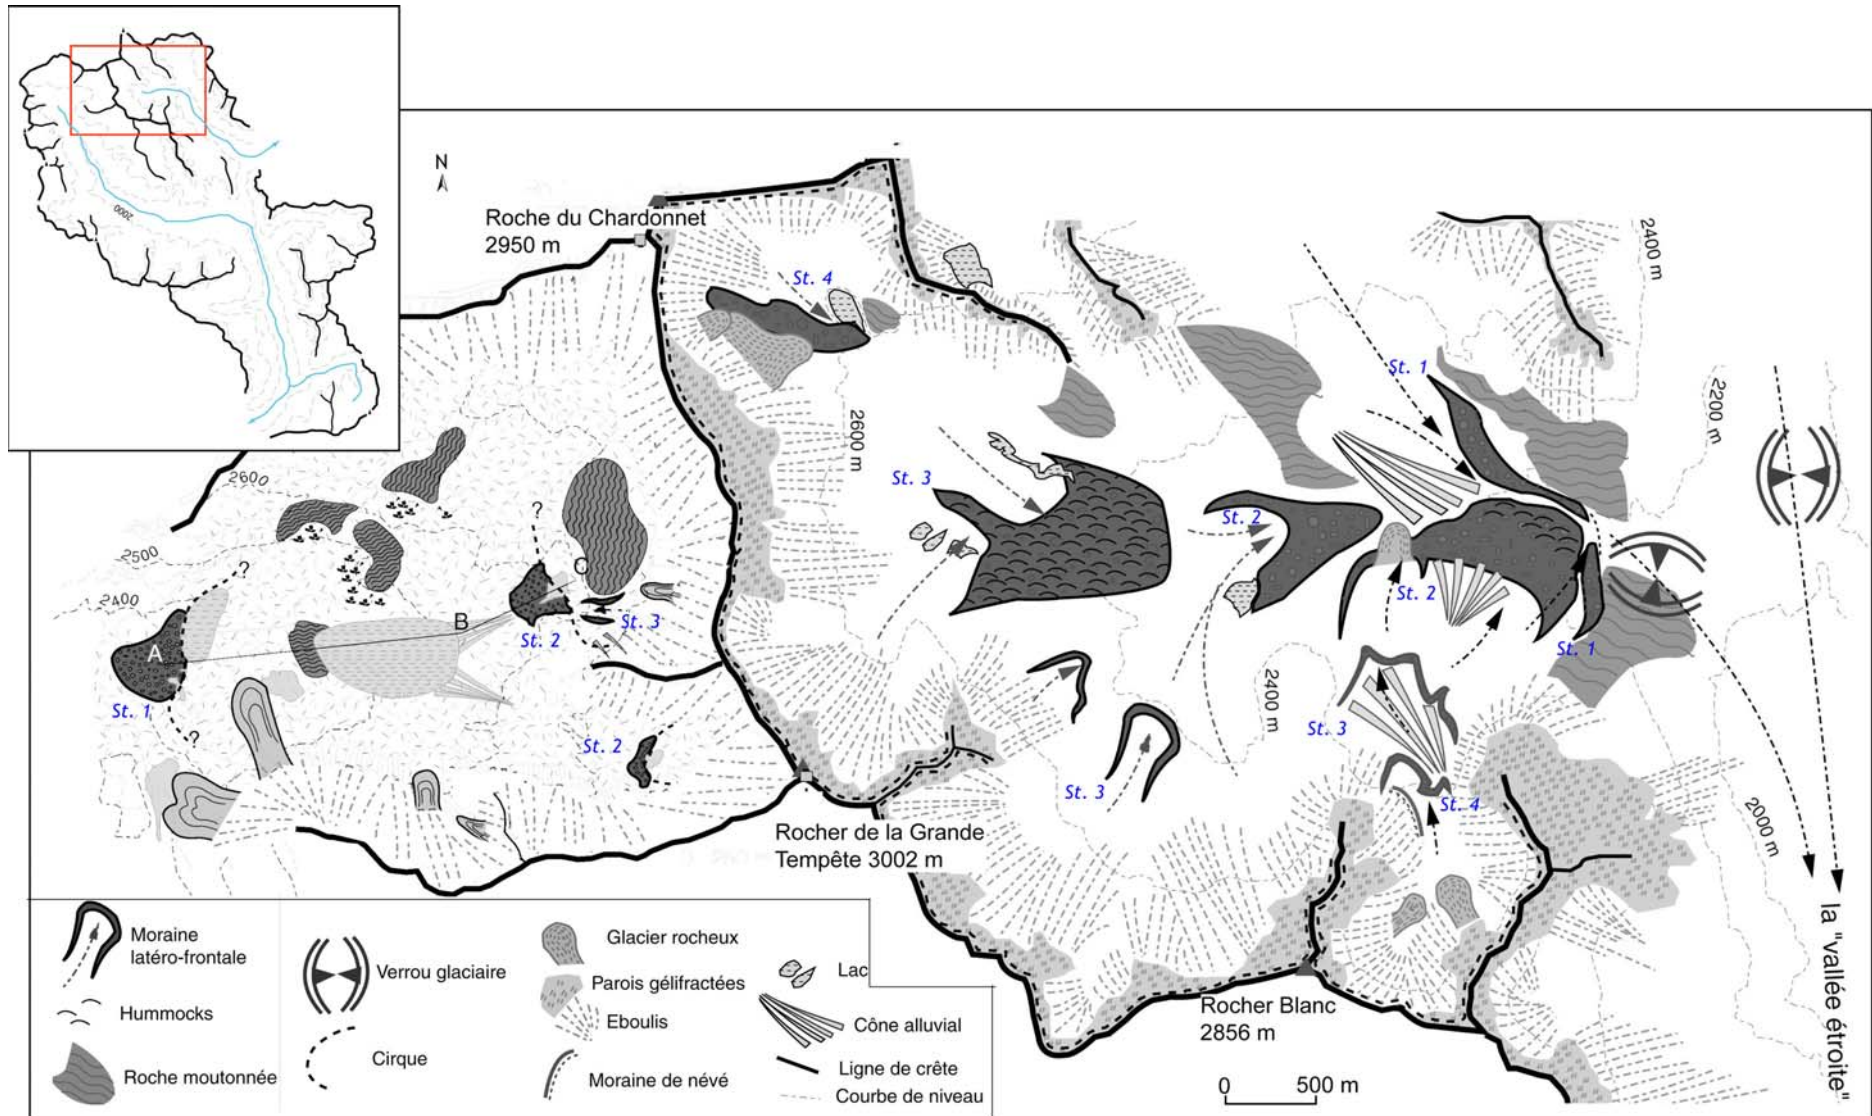 2000
N
Roche du Chardonnet
2950 m
St. 4
2400 m
St. 1
2200 m
2600 m
St. 3
2600
?
St. 2
2500
?
C
2400
B
St. 2
St. 3
St. 2
A
St. 1
St. 1
?
2400 m
St. 3
St. 2
St. 3
St. 4
2000 m
Rocher de la Grande
Tempête 3002 m
la "vallée étroite"
Rocher Blanc
2856 m
0 500 m
Moraine
latéro-frontale
Hummocks
Roche moutonnée
Verrou glaciaire
Cirque
Glacier rocheux
Parois gélifractées
Eboulis
Moraine de névé
Lac
Cône alluvial
Ligne de crête
Courbe de niveau